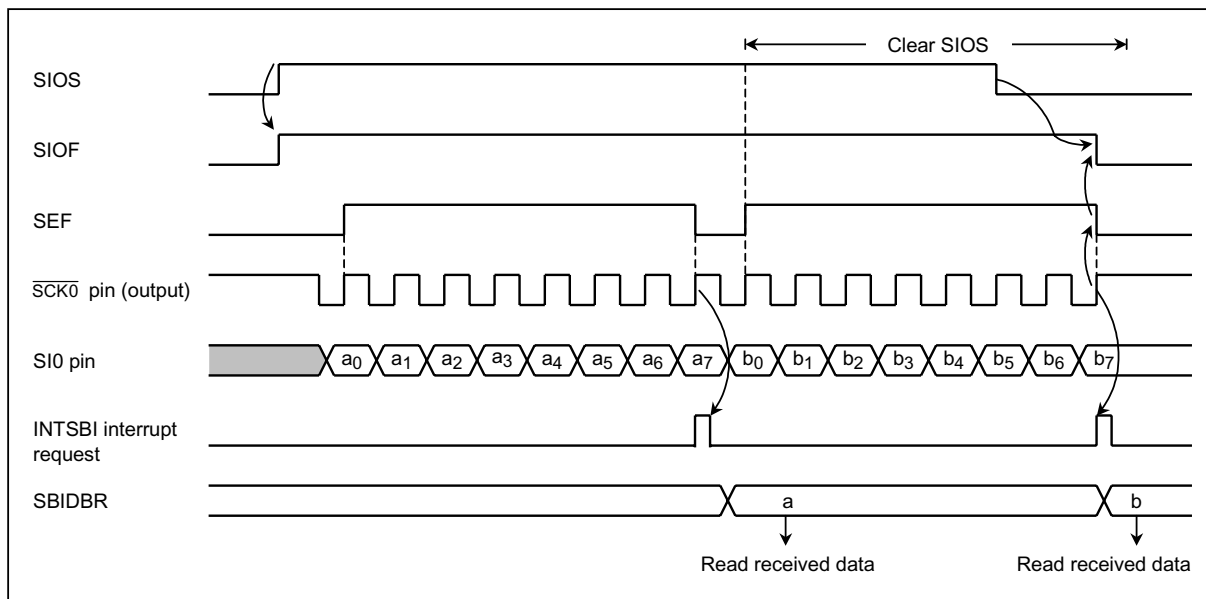 Clear SIOS
SIOS
SIOF
SEF
SCK0 pin (output)
SI0 pin
a0 a1 a2 a3 a4 a5 a6 a7 b0 b1 b2 b3 b4 b5 b6 b7
INTSBI interrupt
request
SBIDBR
a b
Read received data Read received data